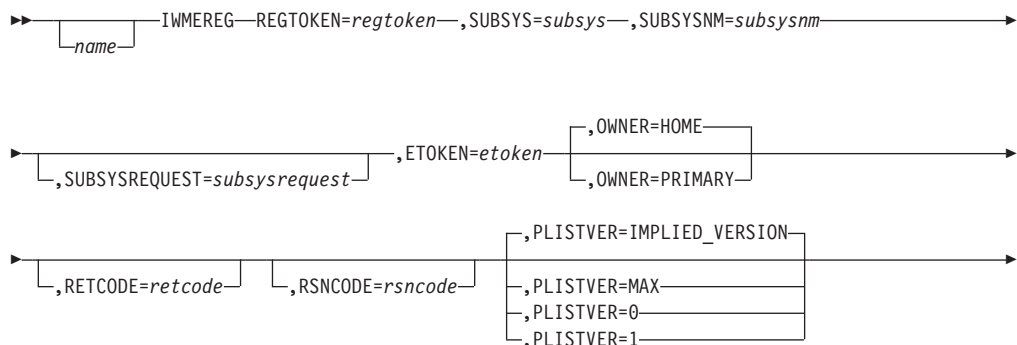 IWMEREG REGTOKEN=regtoken ,SUBSYS=subsys ,SUBSYSNM=subsysnm
name
,OWNER=HOME
,ETOKEN=etoken
,SUBSYSREQUEST=subsysrequest ,OWNER=PRIMARY
,PLISTVER=IMPLIED_VERSION
,RETCODE=retcode ,RSNCODE=rsncode ,PLISTVER=MAX
,PLISTVER=0
,PLISTVER=1